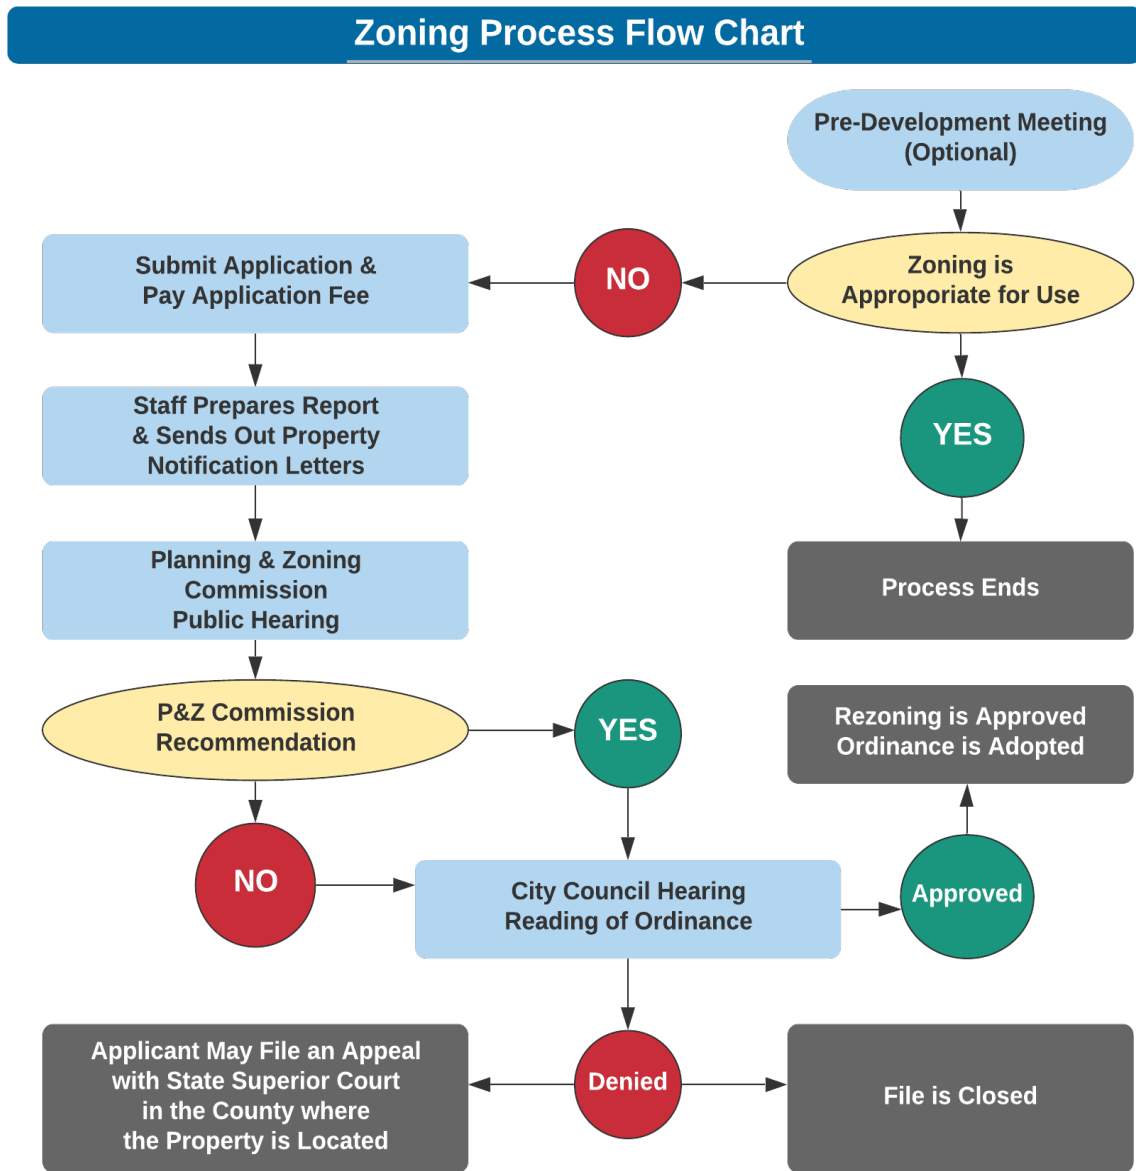 Zoning Process Flow Chart
Pre-Development Meeting
(Optional)
Zoning is
Approporiate for Use
NO
Submit Application &
Pay Application Fee
YES
Process Ends
Staff Prepares Report
& Sends Out Property
Notification Letters
Planning & Zoning
Commission
Public Hearing
P&Z Commission
Recommendation
YES
NO
City Council Hearing
Reading of Ordinance
Approved
Rezoning is Approved
Ordinance is Adopted
Denied
Applicant May File an Appeal
with State Superior Court
in the County where
the Property is Located
File is Closed